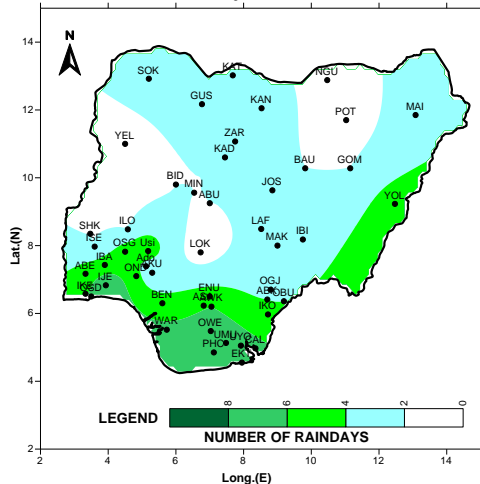 14
12
10
8
6
4
2
Lat.(N)
N
SOK
KAT
NGU
GUS
KAN
MAI
POT
YEL
ZAR
KAD
BAU
GOM
BID
MIN
JOS
ABU
YOL
SHK
ILO
LAF
IBI
ISE
OSG
Usi
MAK
LOK
IBA
Ado
AKU
ABE
OND
IJE
IKE
ENU
OGJ
BEN
AWK
OBU
IKO
WAR
OWE
UMU
UYO
CAL
PHC
EKT
LEGEND
8
6
4
2
0
NUMBER OF RAINDAYS
2
4
6
8
10
12
14
Long.(E)